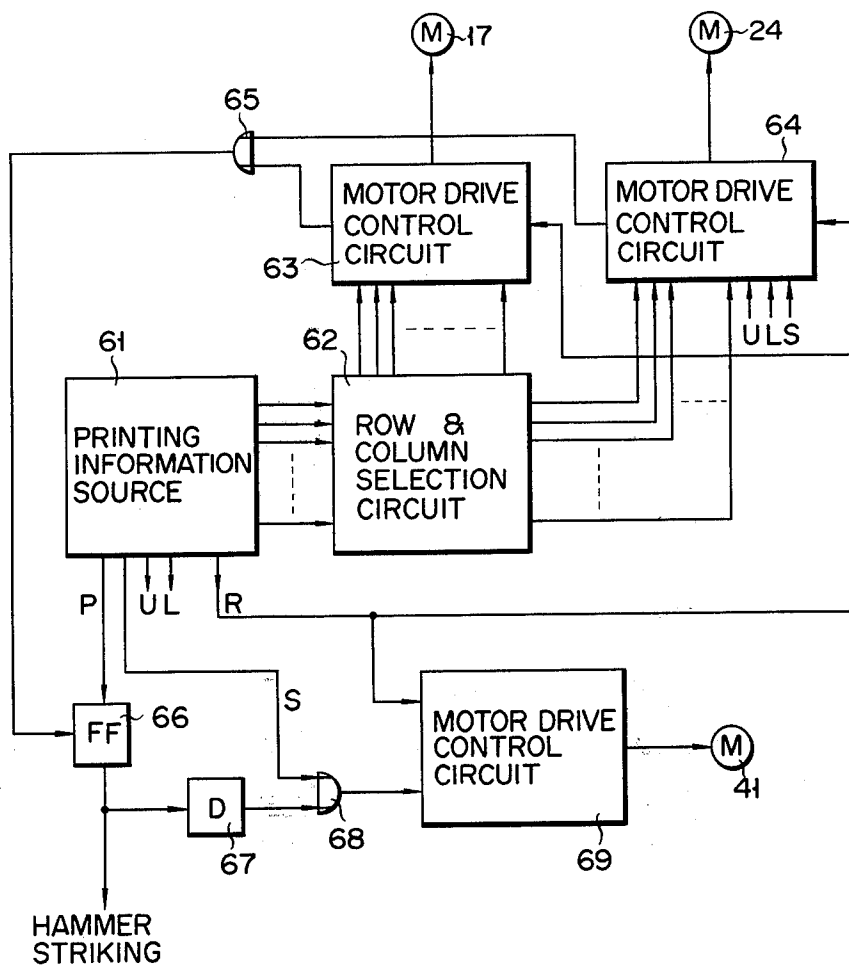 M 17
M 24
65
64
MOTOR DRIVE
CONTROL
CIRCUIT
63
MOTOR DRIVE
CONTROL
CIRCUIT
U L S
61
62
PRINTING
INFORMATION
SOURCE
ROW &
COLUMN
SELECTION
CIRCUIT
P U L R
S
FF 66
MOTOR DRIVE
CONTROL
CIRCUIT
M
41
D
67
68
69
HAMMER
STRIKING